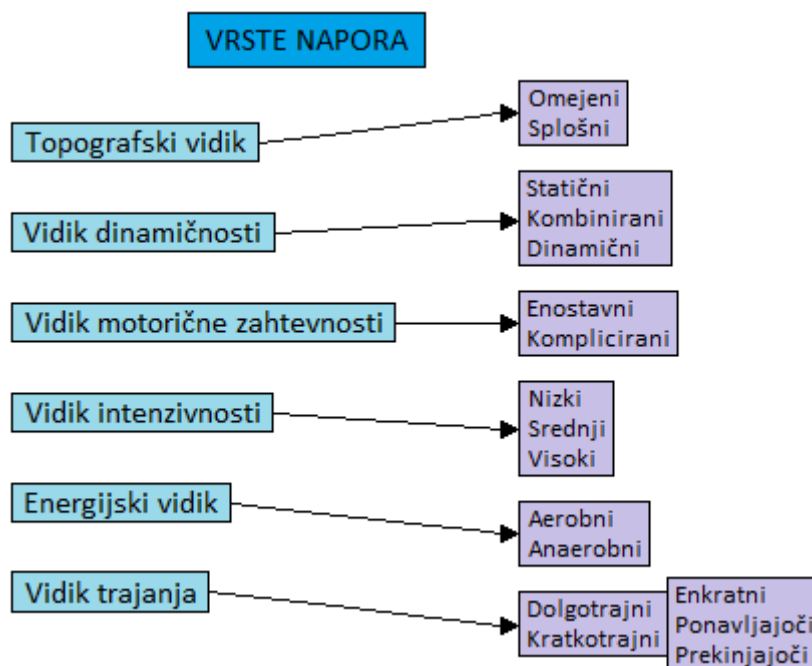 VRSTE NAPORA
Topografski vidik
Omejeni
Splošni
Vidik dinamičnosti
Statični
Kombinirani
Dinamični
Vidik motorične zahtevnosti
Enostavni
Komplicirani
Vidik intenzivnosti
Nizki
Srednji
Visoki
Energijski vidik
Aerobni
Anaerobni
Vidik trajanja
Dolgotrajni
Kratkotrajni
Enkratni
Ponavljajoči
Prekinjajoči